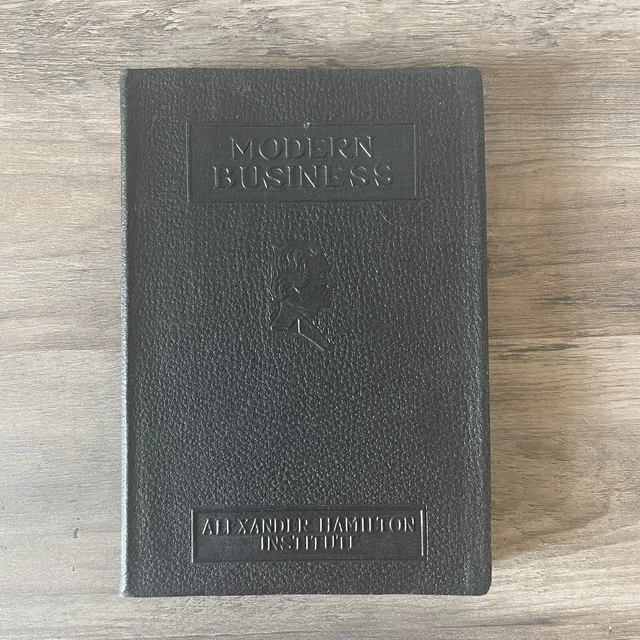 MODERN
BUSINESS
ALEXANDER HAMILTON
INSTITUTE